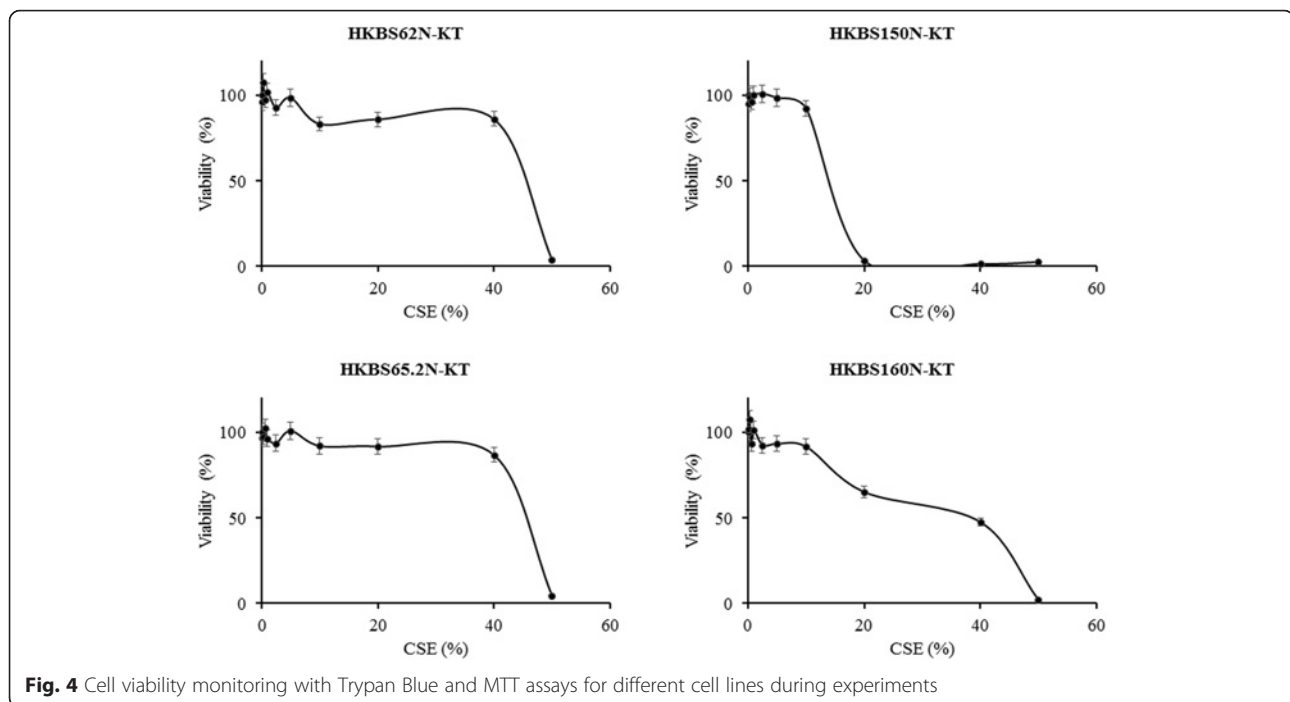 HKBS62N-KT
100
50
0
Viability (%)
0 20 40 60
CSE (%)
HKBS150N-KT
100
50
0
Viability (%)
0 20 40 60
CSE (%)
HKBS65.2N-KT
100
50
0
Viability (%)
0 20 40 60
CSE (%)
HKBS160N-KT
100
50
0
Viability (%)
0 20 40 60
CSE (%)
Fig. 4 Cell viability monitoring with Trypan Blue and MTT assays for different cell lines during experiments